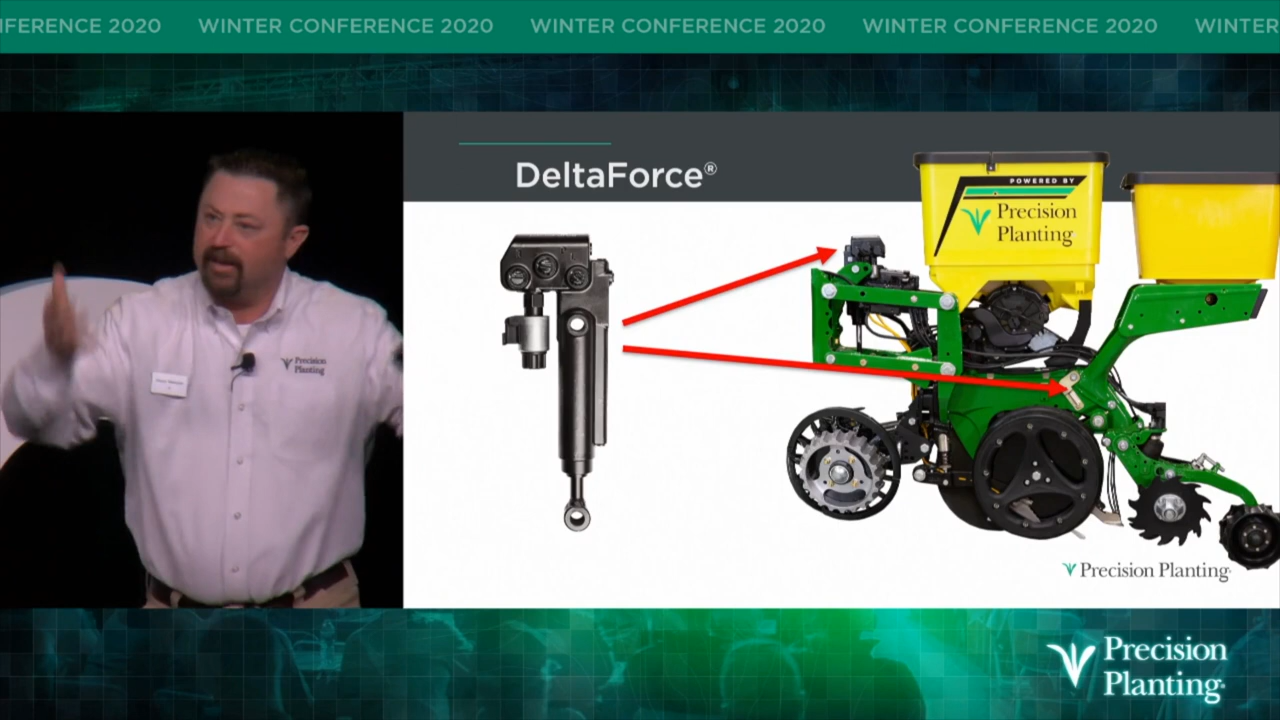 FERENCE 2020 WINTER CONFERENCE 2020 WINTER CONFERENCE 2020 WINTER CONFERENCE 2020 WINTER
DeltaForce®
POWERED BY
Precision
Planting
Precision
Planting
Precision Planting
Precision
Planting